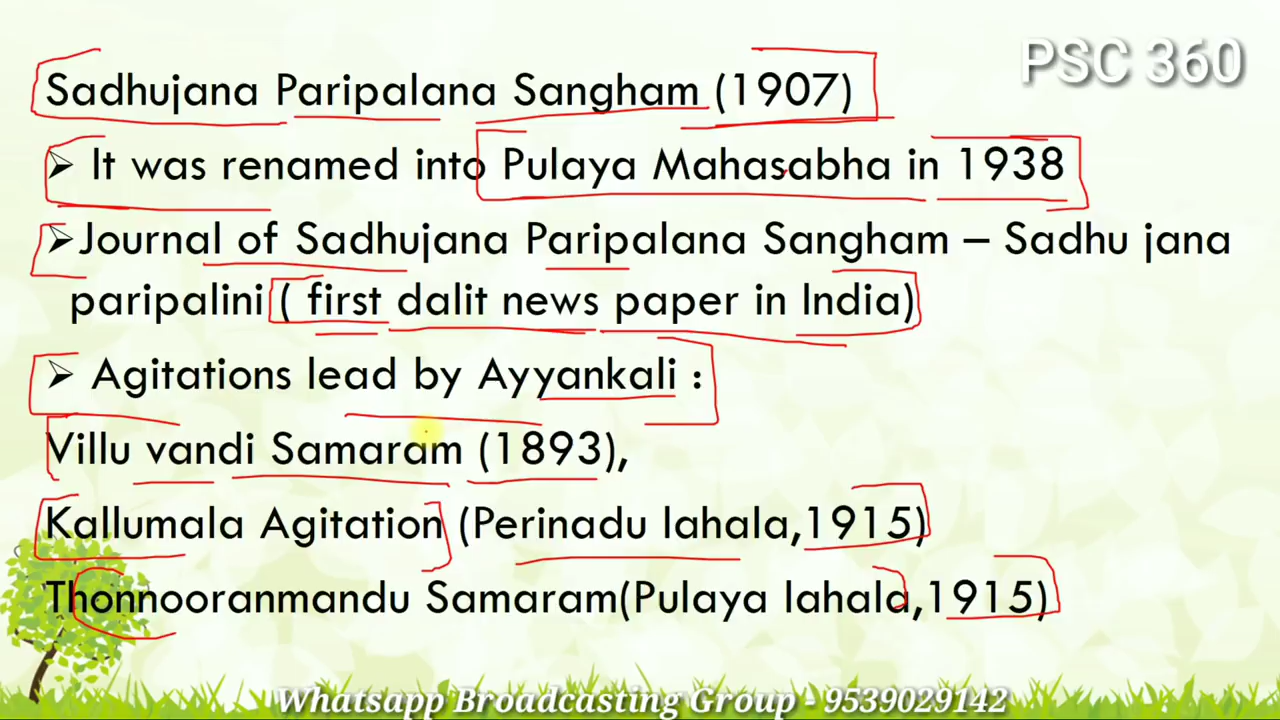 PSC 360
Sadhujana Paripalana Sangham (1907)
➢ It was renamed into Pulaya Mahasabha in 1938
➢Journal of Sadhujana Paripalana Sangham – Sadhu jana
paripalini ( first dalit news paper in India)
➢ Agitations lead by Ayyankali :
Villu vandi Samaram (1893),
Kallumala Agitation (Perinadu lahala,1915)
Thonnooranmandu Samaram(Pulaya lahala,1915)
Whatsapp Broadcasting Group - 9539029142